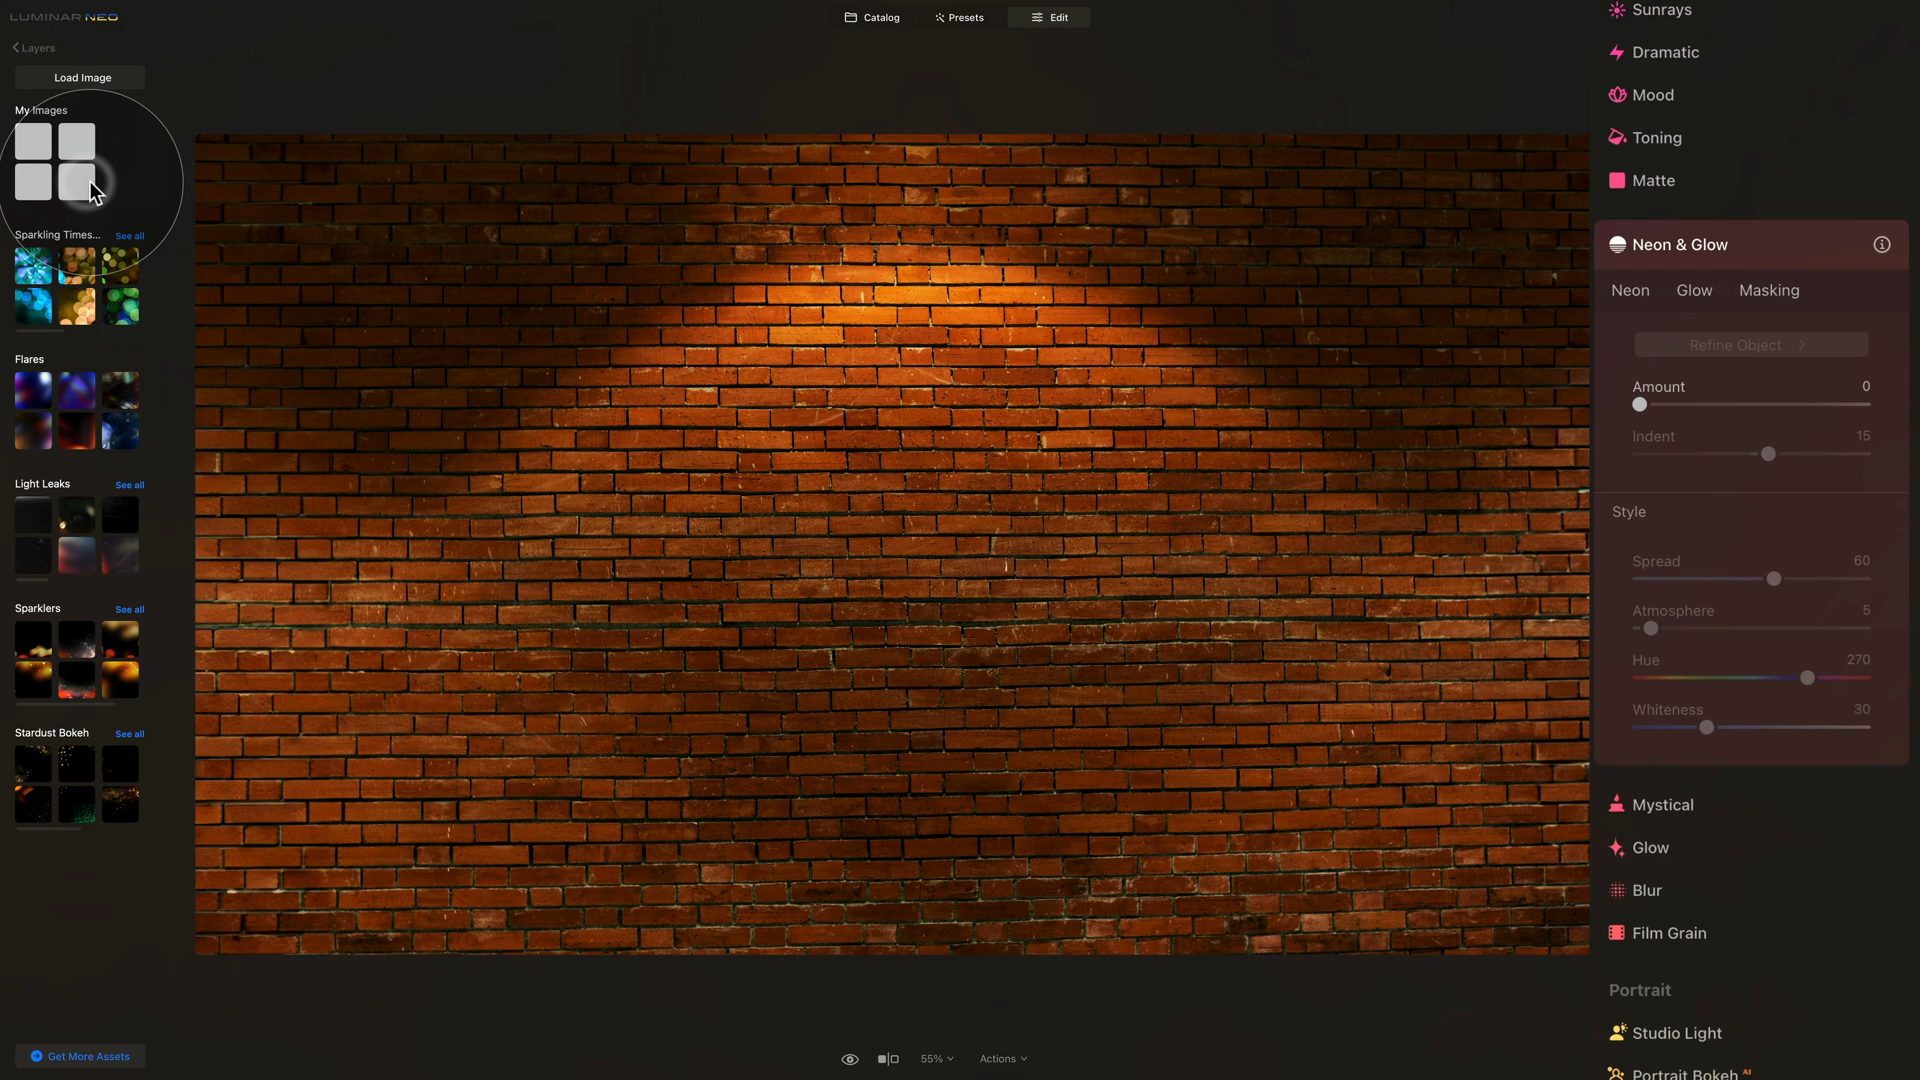 LUMINAR NEO
Catalog
Presets
Edit
Layers
Load Image
My Images
Sparkling Times...
See all
Flares
Light Leaks
See all
Sparklers
See all
Stardust Bokeh
See all
Get More Assets
55%
Actions
Sunrays
Dramatic
Mood
Toning
Matte
Neon & Glow
Neon Glow Masking
Refine Object
Amount 0
Indent 15
Style
Spread 60
Atmosphere 5
Hue 270
Whiteness 30
Mystical
Glow
Blur
Film Grain
Portrait
Studio Light
Portrait Bokeh AI